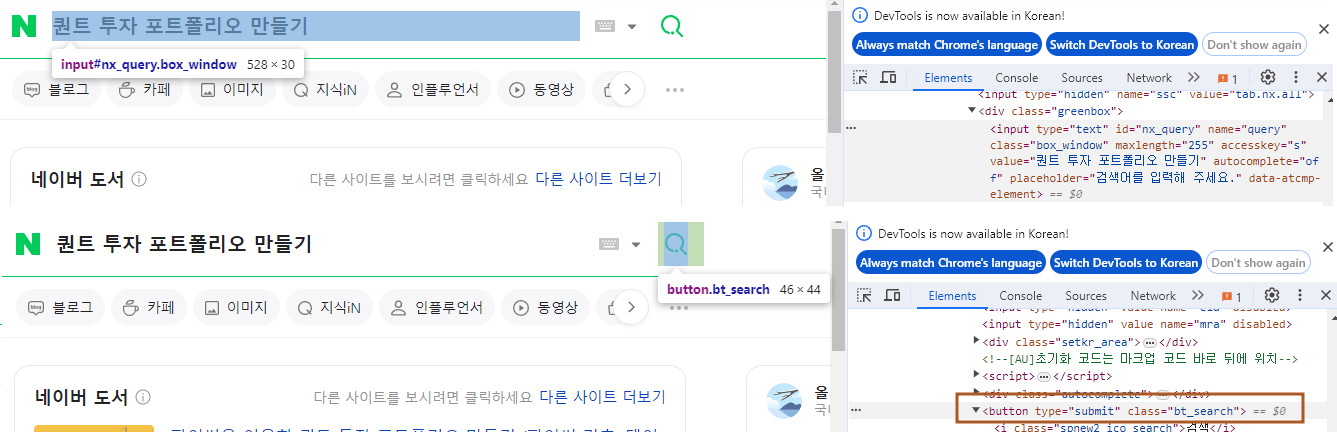 N 퀀트 투자 포트폴리오 만들기
input#nx_query.box_window 528 × 30
블로그 카페 이미지 지식iN 인플루언서 동영상
네이버 도서
다른 사이트를 보시려면 클릭하세요 다른 사이트 더보기
올
DevTools is now available in Korean!
Always match Chrome's language Switch DevTools to Korean Don't show again
Elements Console Sources Network 1
<input type="hidden" name="ssc" value="tab.nx.all">
<div class="greenbox">
<input type="text" id="nx_query" name="query"
class="box_window" maxlength="255" accesskey="s"
value="퀀트 투자 포트폴리오 만들기" autocomplete="of
f" placeholder="검색어를 입력해 주세요." data-atcmp-
element> == $0
N 퀀트 투자 포트폴리오 만들기
button.bt_search 46 × 44
블로그 카페 이미지 지식iN 인플루언서 동영상
네이버 도서
다른 사이트를 보시려면 클릭하세요 다른 사이트 더보기
올
DevTools is now available in Korean!
Always match Chrome's language Switch DevTools to Korean Don't show again
Elements Console Sources Network 1
<input type="hidden" value name="mra" disabled>
<div class="setkr_area"> … </div>
<!--[AU]초기화 코드는 마크업 코드 바로 뒤에 위치-->
<script> … </script>
<div class="autocomplete"> … </div>
<button type="submit" class="bt_search"> == $0
<i class="spnew2 ico_search">검색</i>